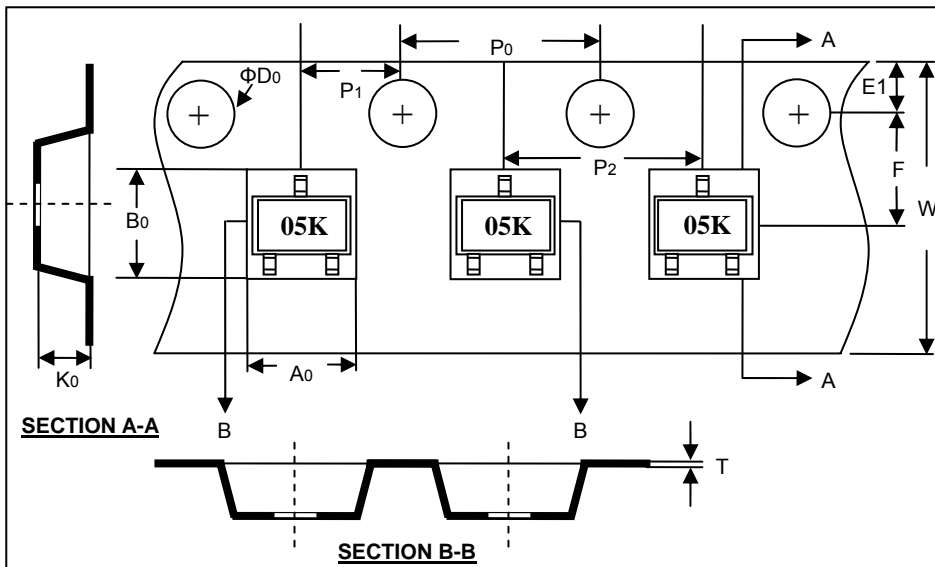 A
P0
ΦD0
E1
P1
F
P2
B0
05K
05K
05K
W
K0
A0
A
SECTION A-A
B
B
T
SECTION B-B